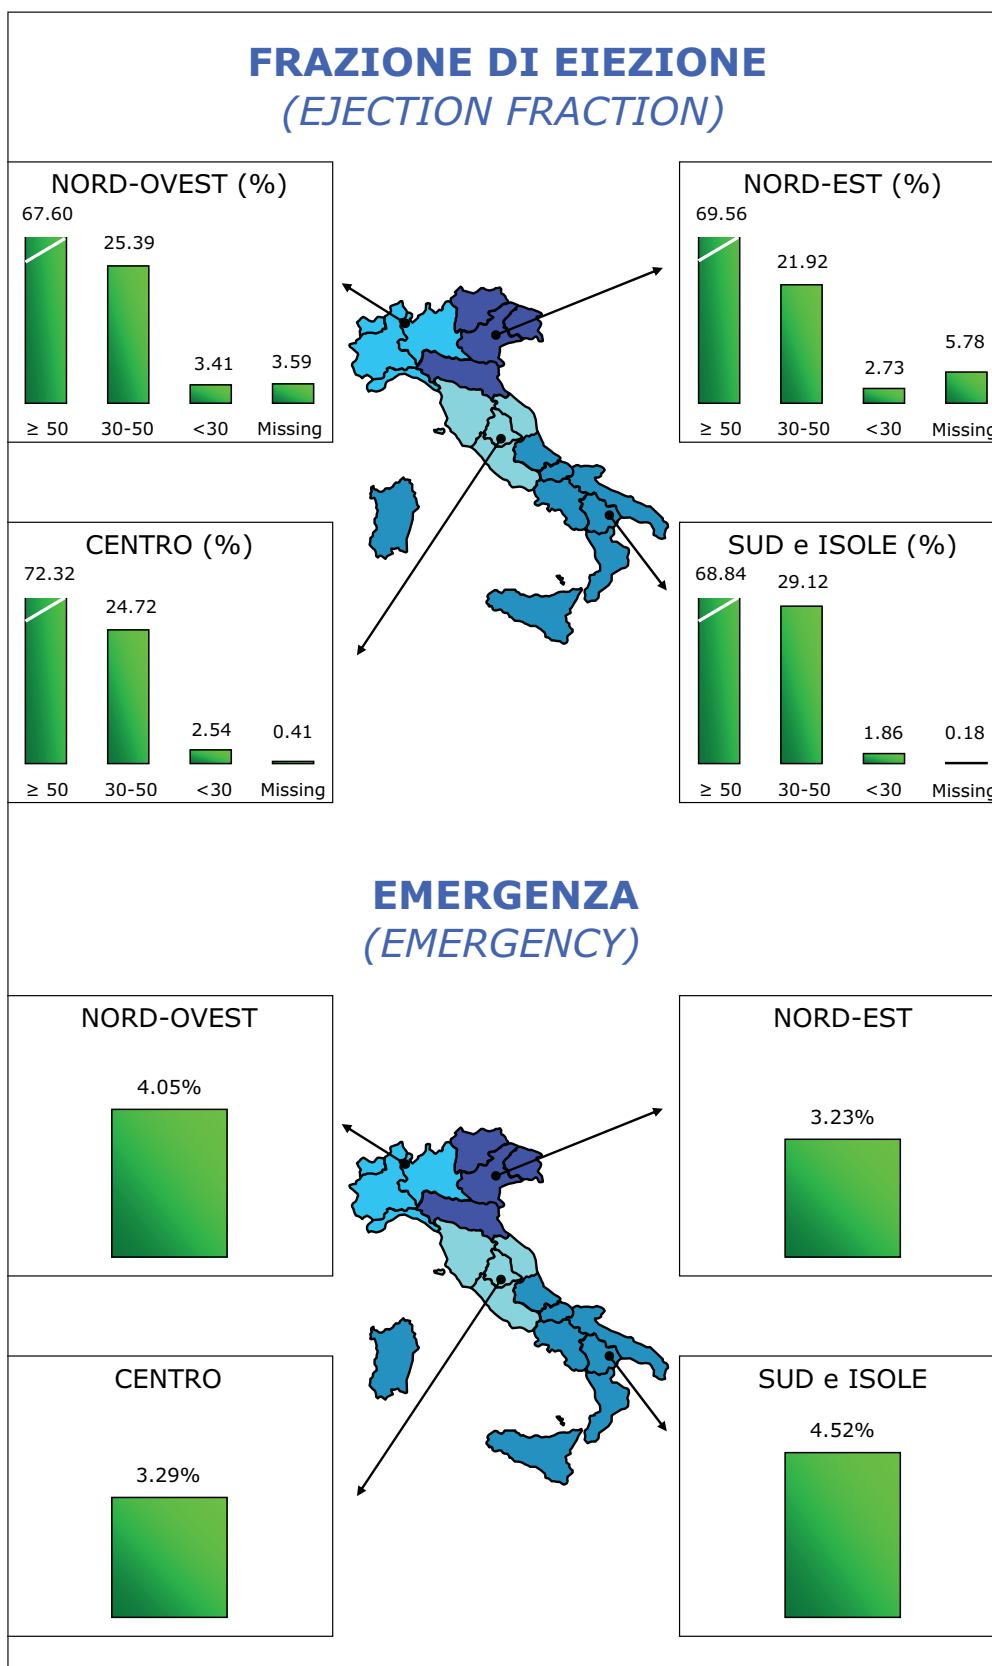 FRAZIONE DI EIEZIONE
(EJECTION FRACTION)
NORD-OVEST (%)
67.60
25.39
3.41
3.59
≥ 50
30-50
<30
Missing
NORD-EST (%)
69.56
21.92
2.73
5.78
≥ 50
30-50
<30
Missing
CENTRO (%)
72.32
24.72
2.54
0.41
≥ 50
30-50
<30
Missing
SUD e ISOLE (%)
68.84
29.12
1.86
0.18
≥ 50
30-50
<30
Missing
EMERGENZA
(EMERGENCY)
NORD-OVEST
4.05%
NORD-EST
3.23%
CENTRO
3.29%
SUD e ISOLE
4.52%